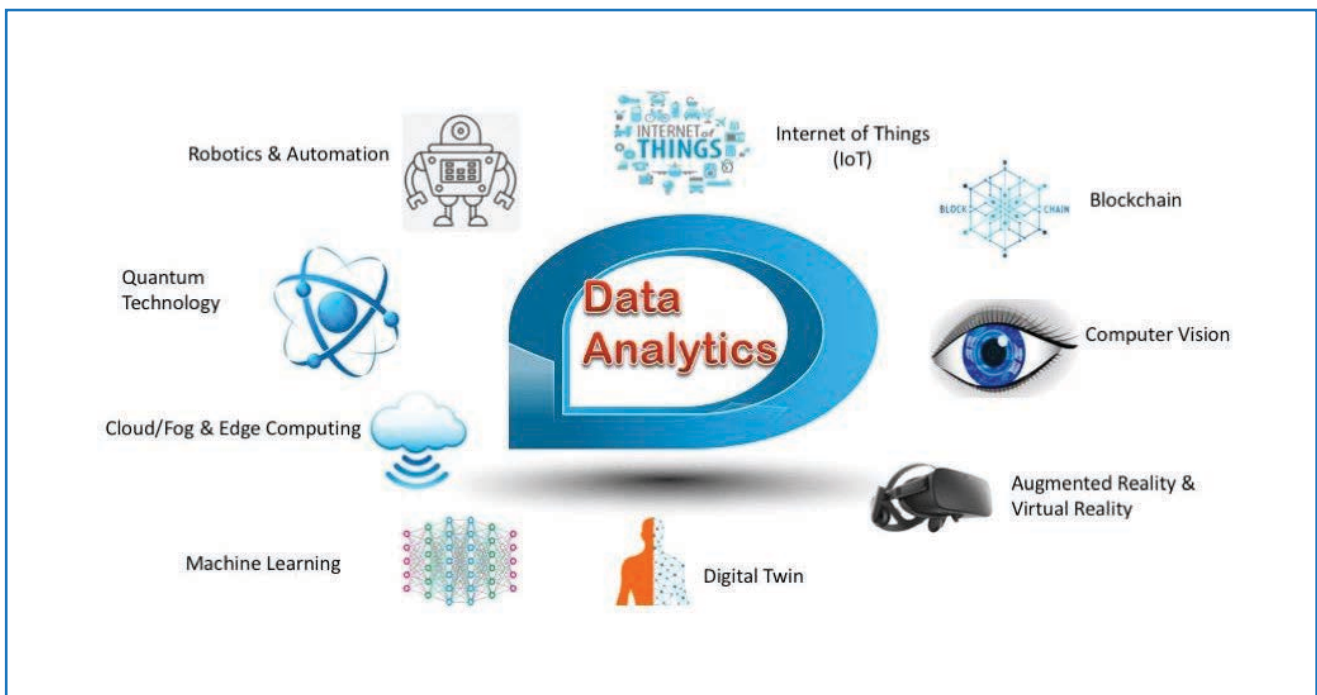 Robotics & Automation
INTERNET of
THINGS
Internet of Things
(IoT)
BLOCK CHAIN
Blockchain
Quantum
Technology
Data
Analytics
Computer Vision
Cloud/Fog & Edge Computing
Augmented Reality &
Virtual Reality
Machine Learning
Digital Twin